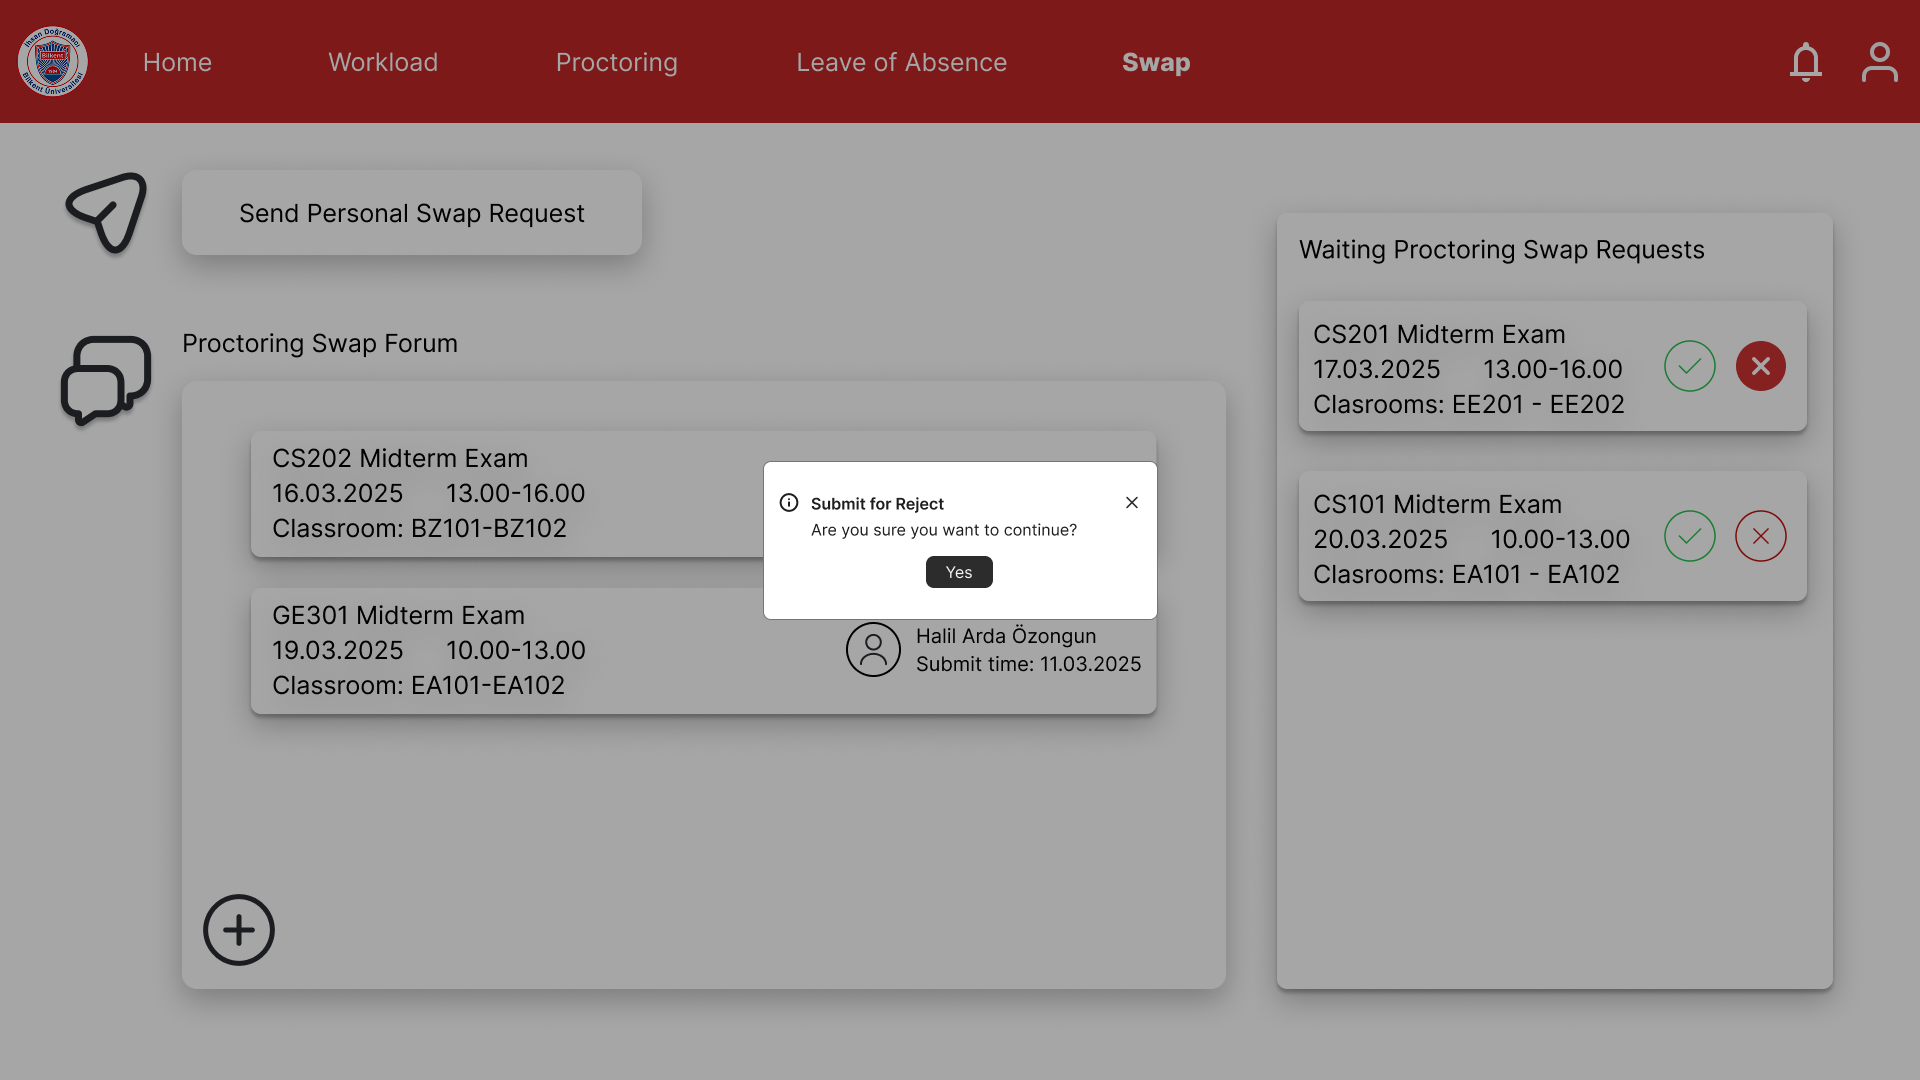 İhsan Doğramacı
Bilkent
1984
Bilkent Üniversitesi
Home
Workload
Proctoring
Leave of Absence
Swap
Send Personal Swap Request
Proctoring Swap Forum
CS202 Midterm Exam
16.03.2025 13.00-16.00
Classroom: BZ101-BZ102
GE301 Midterm Exam
19.03.2025 10.00-13.00
Classroom: EA101-EA102
Halil Arda Özongun
Submit time: 11.03.2025
Submit for Reject
Are you sure you want to continue?
Yes
Waiting Proctoring Swap Requests
CS201 Midterm Exam
17.03.2025 13.00-16.00
Clasrooms: EE201 - EE202
CS101 Midterm Exam
20.03.2025 10.00-13.00
Clasrooms: EA101 - EA102